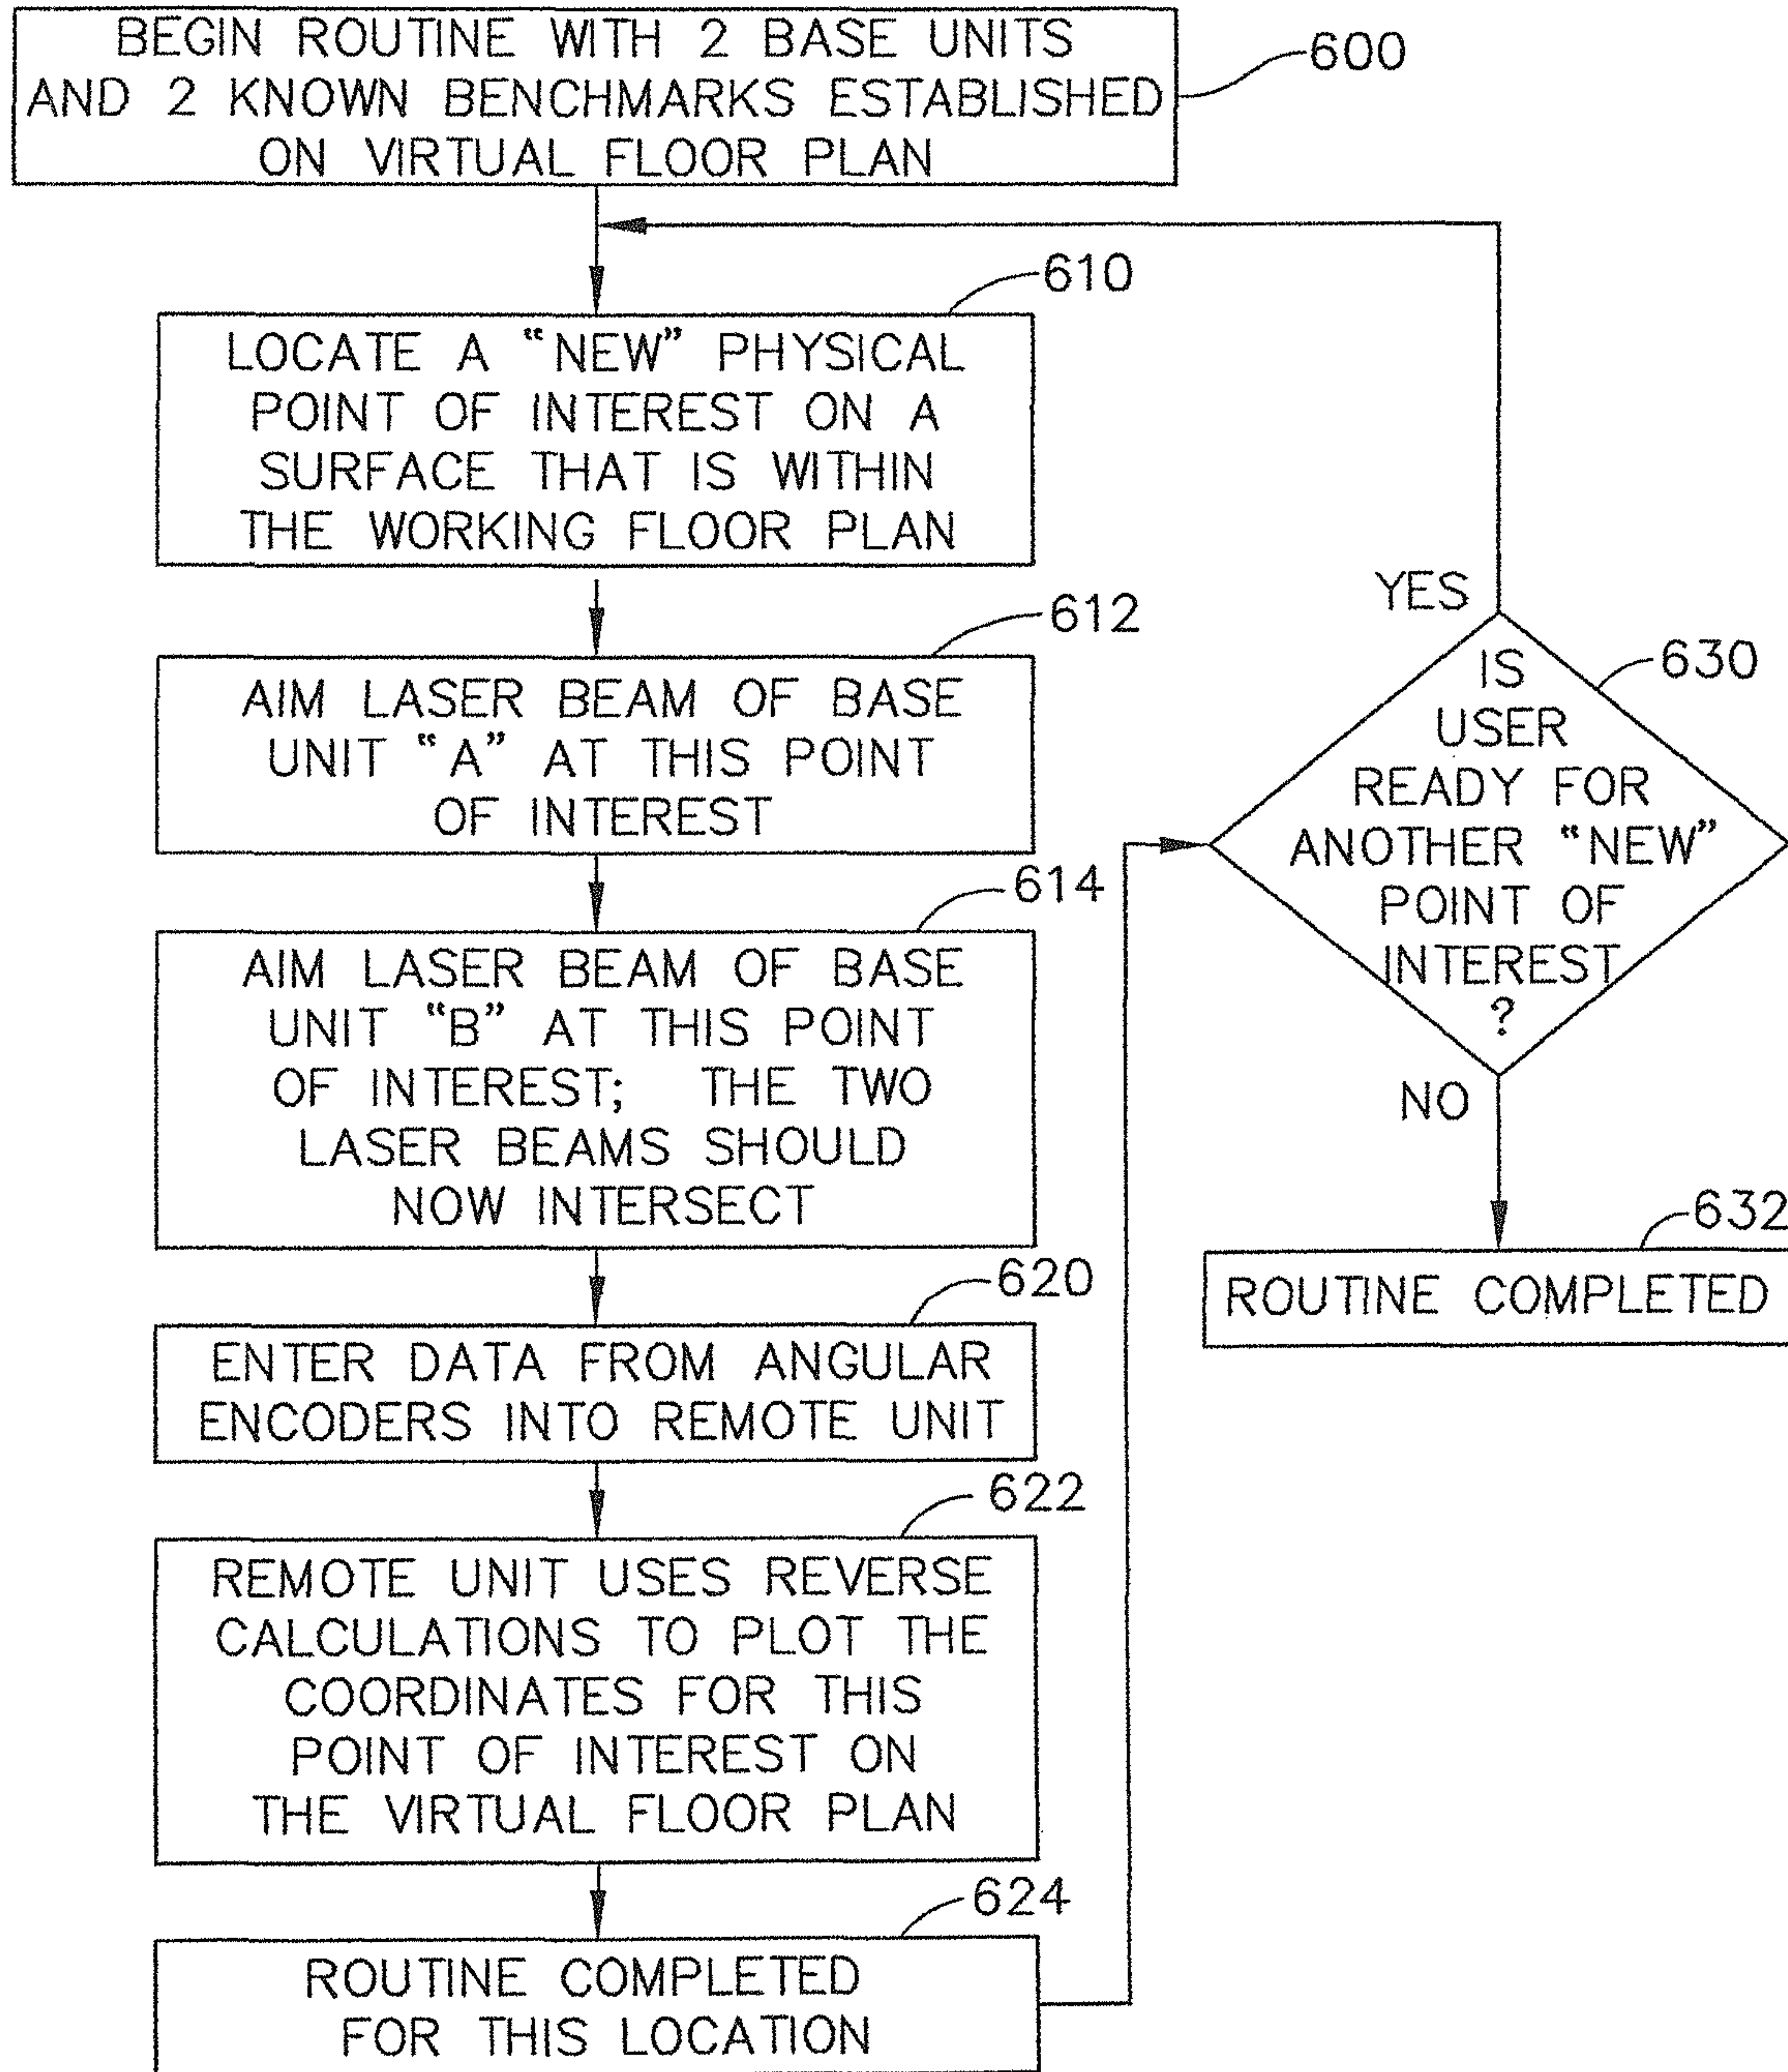 BEGIN ROUTINE WITH 2 BASE UNITS
AND 2 KNOWN BENCHMARKS ESTABLISHED
ON VIRTUAL FLOOR PLAN
600
610
LOCATE A “NEW” PHYSICAL
POINT OF INTEREST ON A
SURFACE THAT IS WITHIN
THE WORKING FLOOR PLAN
612
AIM LASER BEAM OF BASE
UNIT “A” AT THIS POINT
OF INTEREST
614
AIM LASER BEAM OF BASE
UNIT “B” AT THIS POINT
OF INTEREST; THE TWO
LASER BEAMS SHOULD
NOW INTERSECT
620
ENTER DATA FROM ANGULAR
ENCODERS INTO REMOTE UNIT
622
REMOTE UNIT USES REVERSE
CALCULATIONS TO PLOT THE
COORDINATES FOR THIS
POINT OF INTEREST ON
THE VIRTUAL FLOOR PLAN
624
ROUTINE COMPLETED
FOR THIS LOCATION
YES
630
IS
USER
READY FOR
ANOTHER “NEW”
POINT OF
INTEREST
?
NO
632
ROUTINE COMPLETED